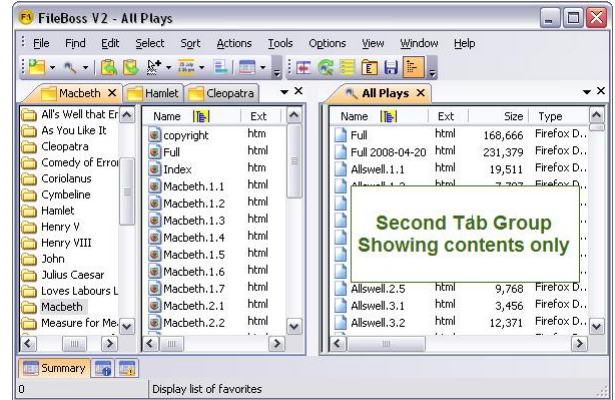 FileBoss V2 - All Plays
File Find Edit Select Sort Actions Tools Options View Window Help
Macbeth Hamlet Cleopatra
All's Well that Er
As You Like It
Cleopatra
Comedy of Error
Coriolanus
Cymbeline
Hamlet
Henry V
Henry VIII
John
Julius Caesar
Loves Labours L
Macbeth
Measure for Me
Name Ext
copyright htm
Full html
Index htm
Macbeth.1.1 html
Macbeth.1.2 html
Macbeth.1.3 html
Macbeth.1.4 html
Macbeth.1.5 html
Macbeth.1.6 html
Macbeth.1.7 html
Macbeth.2.1 html
Macbeth.2.2 html
All Plays
Name Ext Size Type
Full html 168,666 Firefox D..
Full 2008-04-20 html 231,379 Firefox D..
Allswell.1.1 html 19,511 Firefox D..
Second Tab Group
Showing contents only
Allswell.2.5 html 9,768 Firefox D..
Allswell.3.1 html 3,456 Firefox D..
Allswell.3.2 html 12,371 Firefox D..
Summary
0 Display list of favorites